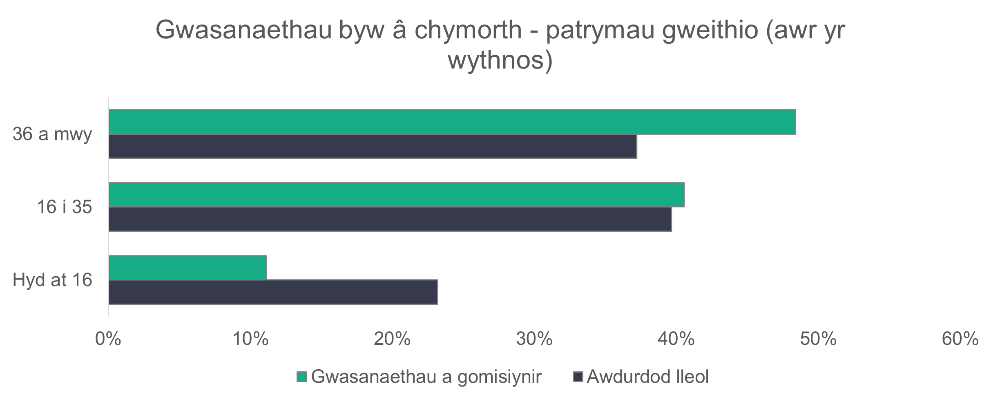 Gwasanaethau byw â chymorth - patrymau gweithio (awr yr
wythnos)
36 a mwy
16 i 35
Hyd at 16
0% 10% 20% 30% 40% 50% 60%
Gwasanaethau a gomisiynir Awdurdod lleol